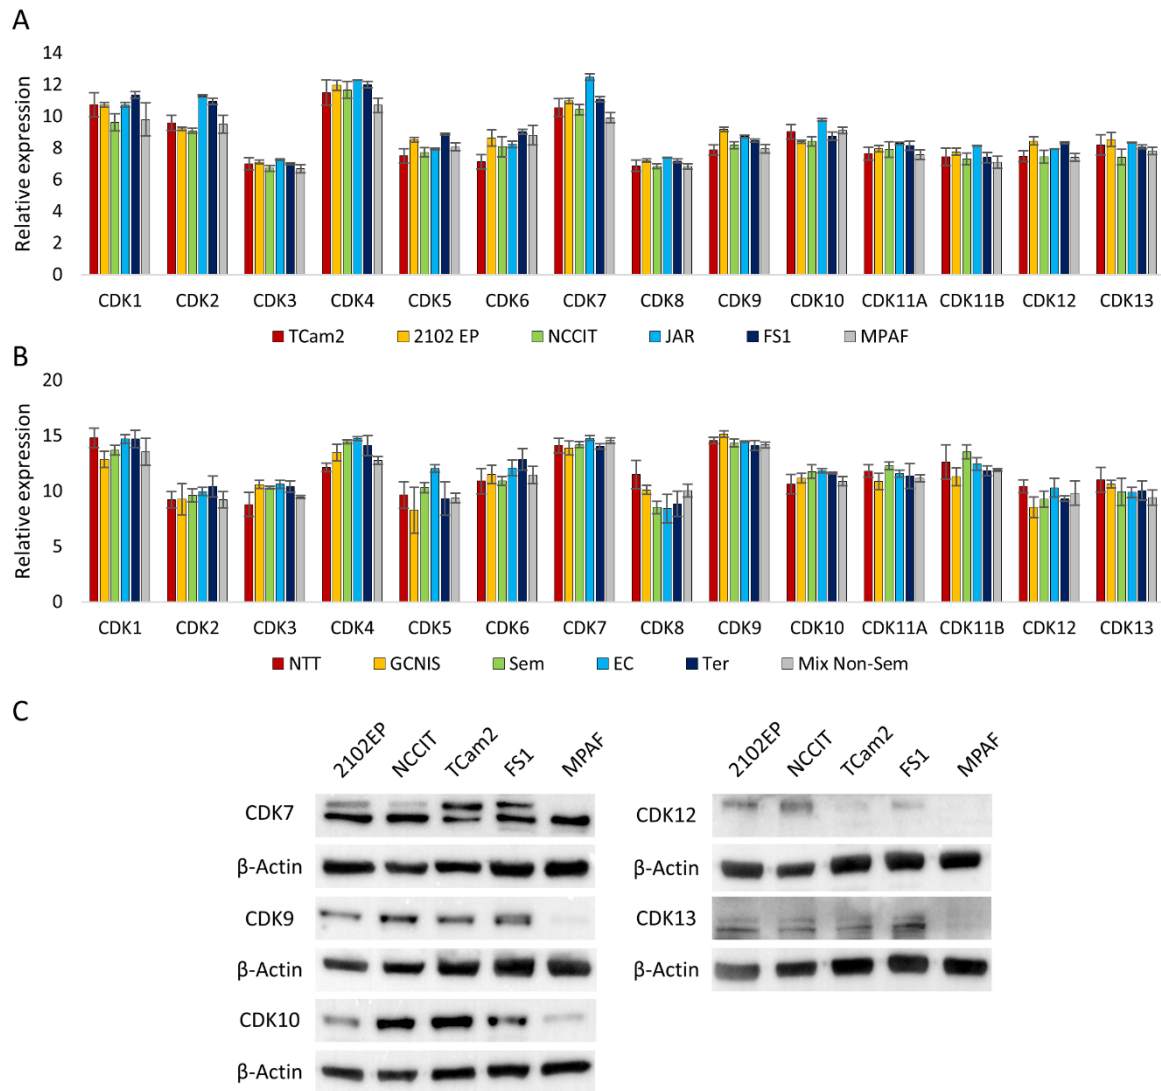 A
Relative expression
14
12
10
8
6
4
2
0
CDK1 CDK2 CDK3 CDK4 CDK5 CDK6 CDK7 CDK8 CDK9 CDK10 CDK11A CDK11B CDK12 CDK13
TCam2 2102 EP NCCIT JAR FS1 MPAF
B
Relative expression
20
15
10
5
0
CDK1 CDK2 CDK3 CDK4 CDK5 CDK6 CDK7 CDK8 CDK9 CDK10 CDK11A CDK11B CDK12 CDK13
NTT GCNIS Sem EC Ter Mix Non-Sem
C
2102EP NCCIT TCam2 FS1 MPAF
CDK7
β-Actin
CDK9
β-Actin
CDK10
β-Actin
2102EP NCCIT TCam2 FS1 MPAF
CDK12
β-Actin
CDK13
β-Actin